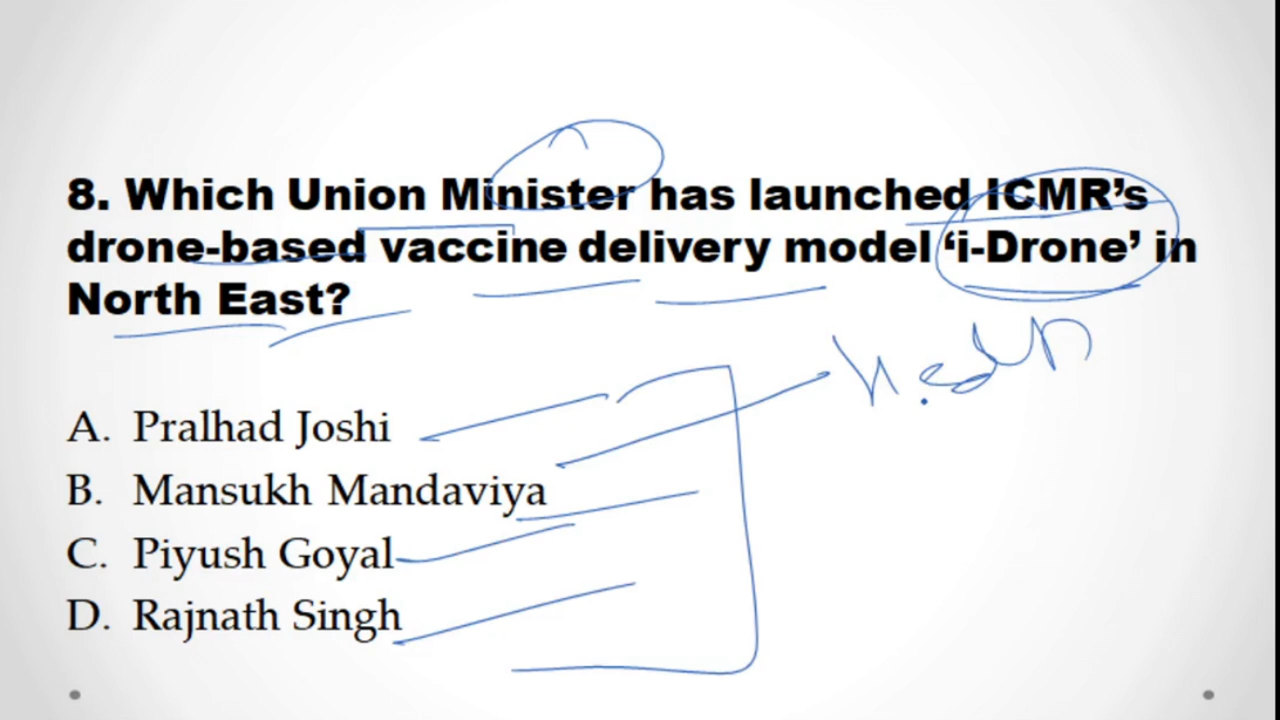 8. Which Union Minister has launched ICMR's
drone-based vaccine delivery model 'i-Drone' in
North East?
A. Pralhad Joshi
B. Mansukh Mandaviya
C. Piyush Goyal
D. Rajnath Singh